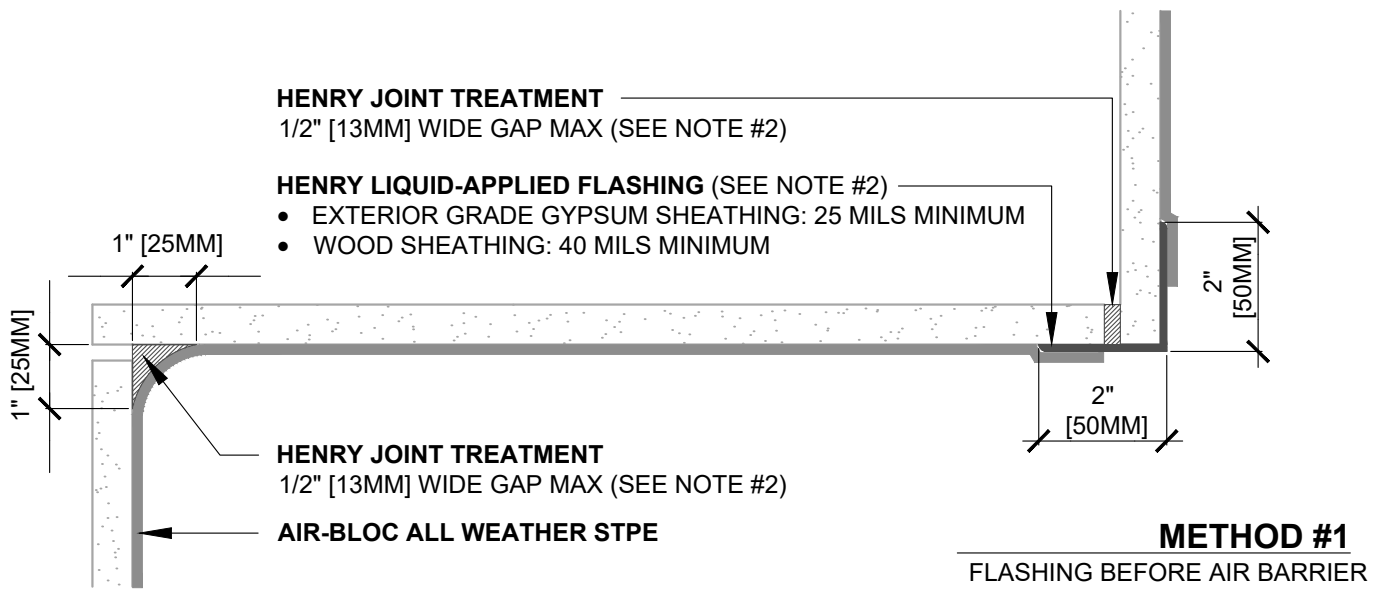 HENRY JOINT TREATMENT
1/2" [13MM] WIDE GAP MAX (SEE NOTE #2)
HENRY LIQUID-APPLIED FLASHING (SEE NOTE #2)
• EXTERIOR GRADE GYPSUM SHEATHING: 25 MILS MINIMUM
• WOOD SHEATHING: 40 MILS MINIMUM
1" [25MM]
1" [25MM]
2"
[50MM]
2"
[50MM]
HENRY JOINT TREATMENT
1/2" [13MM] WIDE GAP MAX (SEE NOTE #2)
AIR-BLOC ALL WEATHER STPE
METHOD #1
FLASHING BEFORE AIR BARRIER